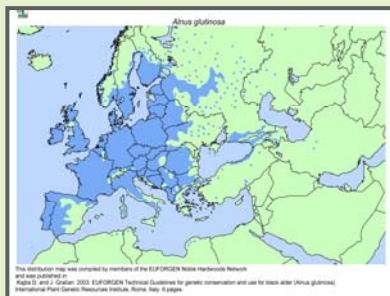 Alnus glutinosa
This distribution map was compiled by members of the EUFORGEN Noble Hardwoods Network
and was published in:
Kajba D. and J. Gračan. 2003. EUFORGEN Technical Guidelines for genetic conservation and use for black alder (Alnus glutinosa).
International Plant Genetic Resources Institute, Rome, Italy. 6 pages.